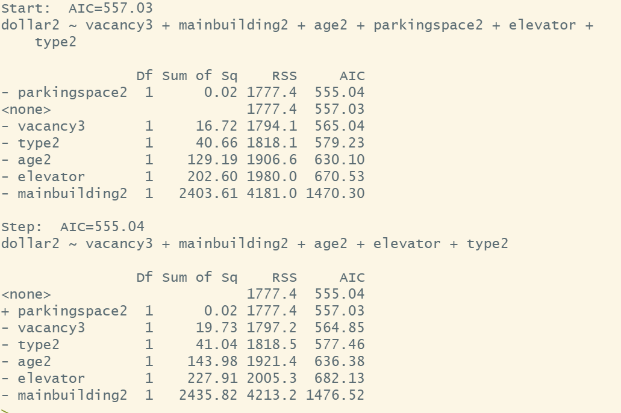 Start:  AIC=557.03
dollar2 ~ vacancy3 + mainbuilding2 + age2 + parkingspace2 + elevator +
    type2

                Df Sum of Sq    RSS     AIC
- parkingspace2  1      0.02 1777.4  555.04
<none>                       1777.4  557.03
- vacancy3       1     16.72 1794.1  565.04
- type2          1     40.66 1818.1  579.23
- age2           1    129.19 1906.6  630.10
- elevator       1    202.60 1980.0  670.53
- mainbuilding2  1   2403.61 4181.0 1470.30

Step:  AIC=555.04
dollar2 ~ vacancy3 + mainbuilding2 + age2 + elevator + type2

                Df Sum of Sq    RSS     AIC
<none>                       1777.4  555.04
+ parkingspace2  1      0.02 1777.4  557.03
- vacancy3       1     19.73 1797.2  564.85
- type2          1     41.04 1818.5  577.46
- age2           1    143.98 1921.4  636.38
- elevator       1    227.91 2005.3  682.13
- mainbuilding2  1   2435.82 4213.2 1476.52
>